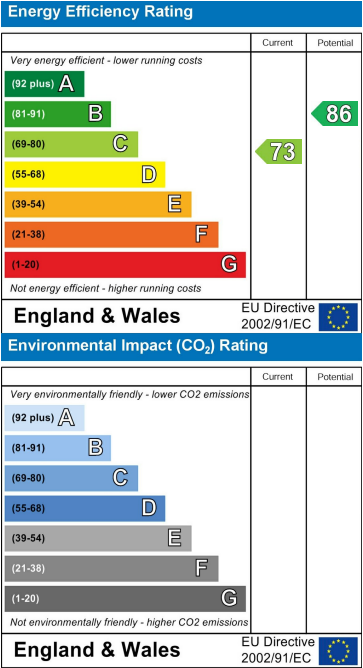 Energy Efficiency Rating
Current Potential
Very energy efficient - lower running costs
(92 plus) A
(81-91) B
86
(69-80) C
73
(55-68) D
(39-54) E
(21-38) F
(1-20) G
Not energy efficient - higher running costs
England & Wales
EU Directive
2002/91/EC
Environmental Impact (CO₂) Rating
Current Potential
Very environmentally friendly - lower CO2 emissions
(92 plus) A
(81-91) B
(69-80) C
(55-68) D
(39-54) E
(21-38) F
(1-20) G
Not environmentally friendly - higher CO2 emissions
England & Wales
EU Directive
2002/91/EC